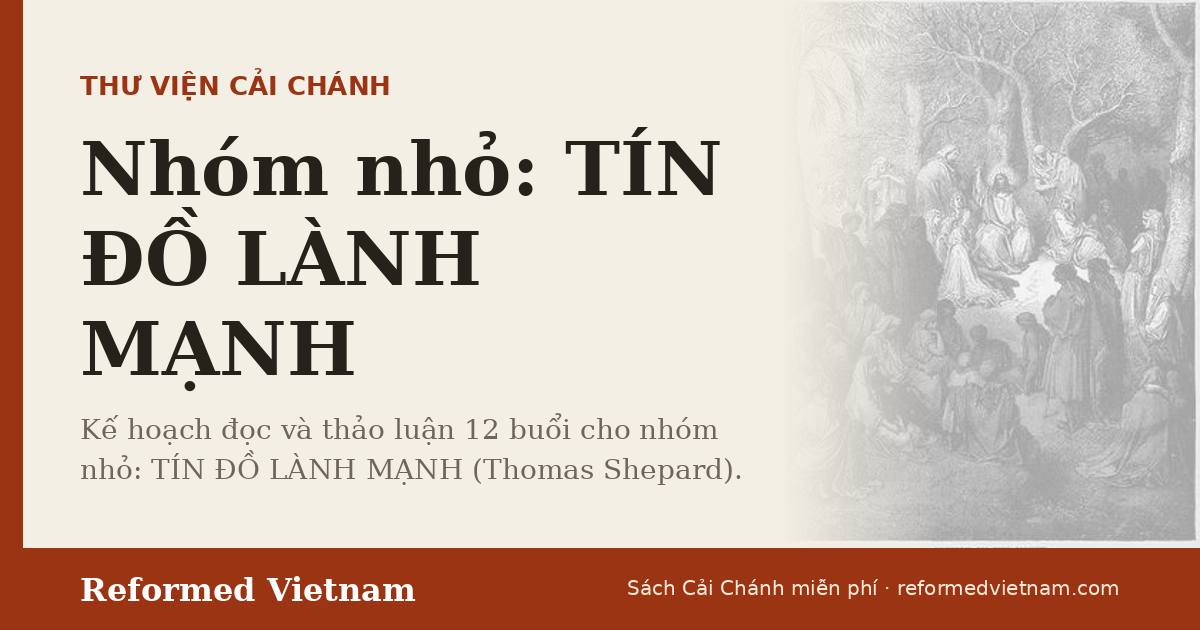 THƯ VIỆN CẢI CHÁNH
Nhóm nhỏ: TÍN
ĐỒ LÀNH
MẠNH
Kế hoạch đọc và thảo luận 12 buổi cho nhóm
nhỏ: TÍN ĐỒ LÀNH MẠNH (Thomas Shepard).
Reformed Vietnam
Sách Cải Chánh miễn phí · reformedvietnam.com